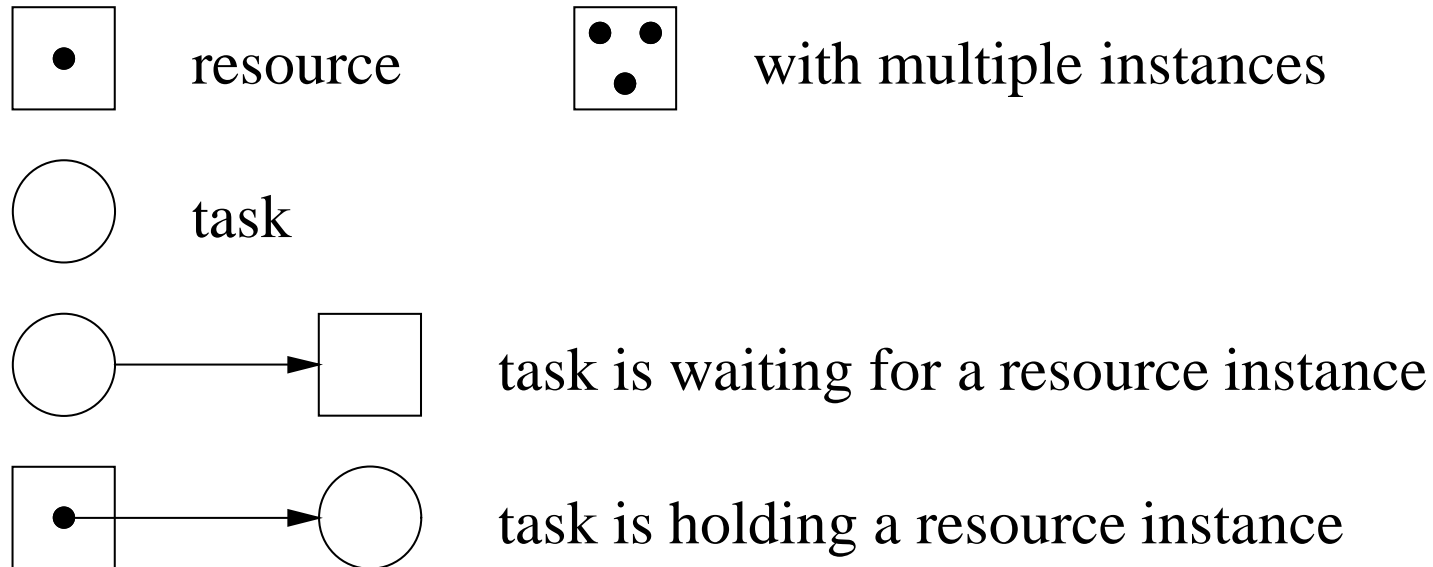 resource with multiple instances
task
task is waiting for a resource instance
task is holding a resource instance